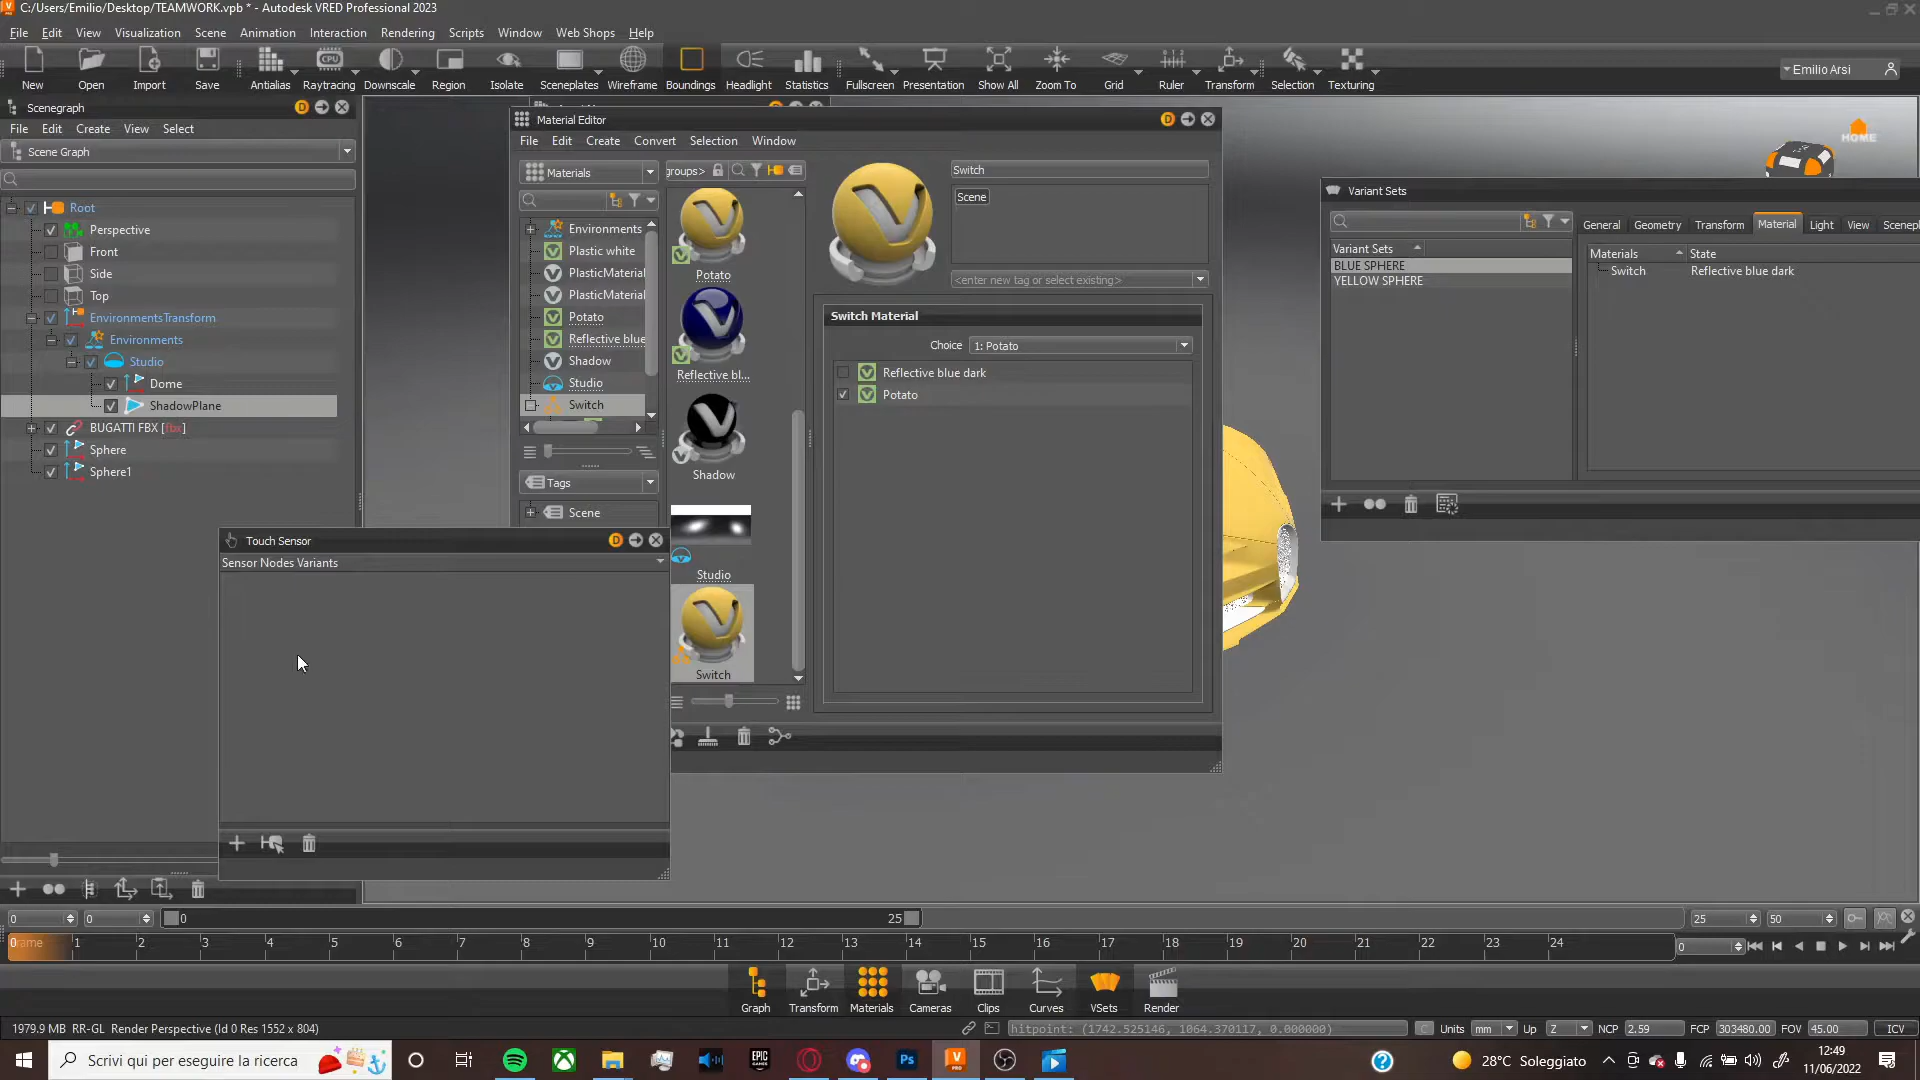 C:/Users/Emilio/Desktop/TEAMWORK.vpb * - Autodesk VRED Professional 2023
File Edit View Visualization Scene Animation Interaction Rendering Scripts Window Web Shops Help
New Open Import Save Antialias Raytracing Downscale Region Isolate Sceneplates Wireframe Boundings Headlight Statistics Fullscreen Presentation Show All Zoom To Grid Ruler Transform Selection Texturing
CPU
Emilio Arsi
Scenegraph
File Edit Create View Select
Scene Graph
Root
Perspective
Front
Side
Top
EnvironmentsTransform
Environments
Studio
Dome
ShadowPlane
BUGATTI FBX [fbx]
Sphere
Sphere1
Material Editor
File Edit Create Convert Selection Window
Materials
Environments
Plastic white
PlasticMaterial
PlasticMaterial
Potato
Reflective blue
Shadow
Studio
Switch
Tags
Scene
groups>
Potato
Reflective bl...
Shadow
Studio
Switch
Switch
Scene
<enter new tag or select existing>
Switch Material
Choice 1: Potato
Reflective blue dark
Potato
HOME
Variant Sets
General Geometry Transform Material Light View Scenepl
Variant Sets
BLUE SPHERE
YELLOW SPHERE
Materials State
Switch Reflective blue dark
Touch Sensor
Sensor Nodes Variants
0 0 0 25 25 50
Frame 0 1 2 3 4 5 6 7 8 9 10 11 12 13 14 15 16 17 18 19 20 21 22 23 24 0
Graph Transform Materials Cameras Clips Curves VSets Render
1979.9 MB RR-GL Render Perspective (Id 0 Res 1552 x 804)
hitpoint: (1742.525146, 1064.370117, 0.000000)
C Units mm Up Z NCP 2.59 FCP 303480.00 FOV 45.00 ICV
Scrivi qui per eseguire la ricerca
EPIC GAMES
Ps
PRO
28°C Soleggiato
12:49
11/06/2022